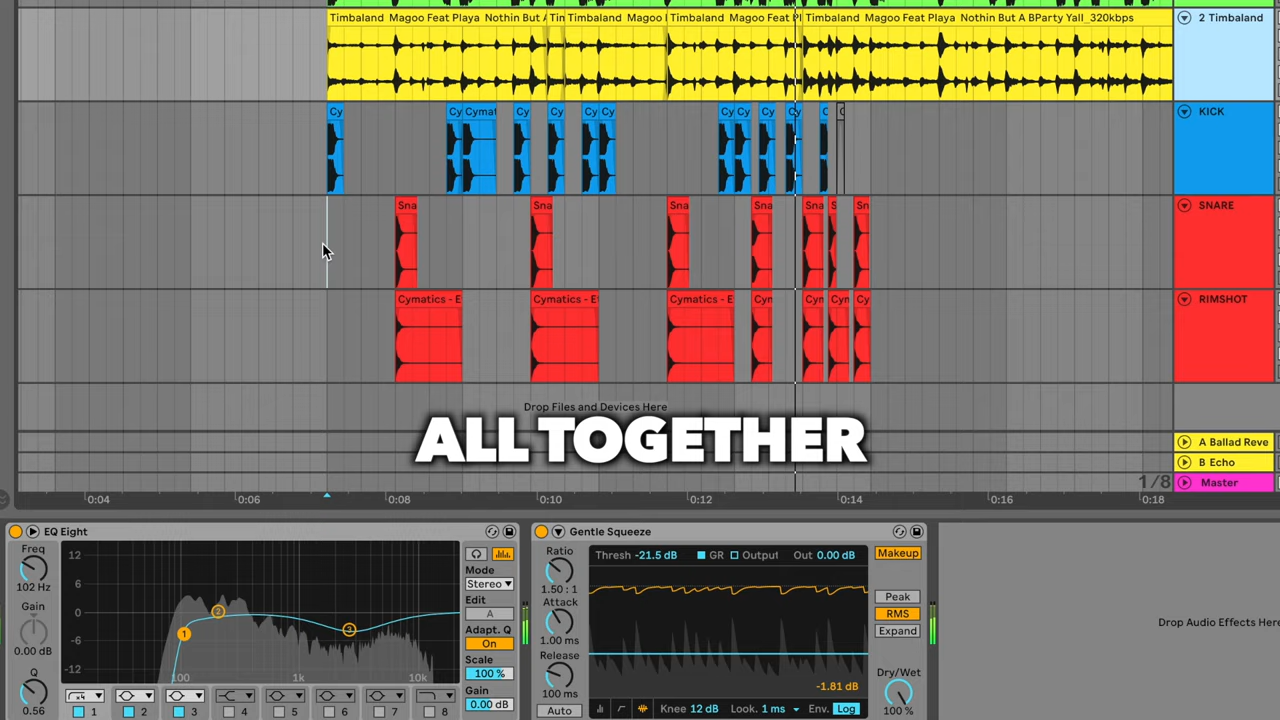 Timbaland Magoo Feat Playa Nothin But A
Tin
Timbaland Magoo
Timbaland Magoo Feat Pl
Timbaland Magoo Feat Playa Nothin But A BParty Yall_320kbps
2 Timbaland
Cy
Cy
Cymat
Cy
Cy
Cy
Cy
Cy
Cy
Cy
Cy
C
C
KICK
Sna
Sna
Sna
Sna
Sna
S
Sn
SNARE
Cymatics - E
Cymatics - E
Cymatics - E
Cyn
Cyn
Cyn
Cy
RIMSHOT
Drop Files and Devices Here
ALL TOGETHER
A Ballad Reve
B Echo
1/8
Master
0:04
0:06
0:08
0:10
0:12
0:14
0:16
0:18
EQ Eight
Freq
102 Hz
Gain
0.00 dB
Q
0.56
12
6
0
-6
-12
1
2
3
100
1k
10k
Mode
Stereo
Edit
A
Adapt. Q
On
Scale
100 %
Gain
0.00 dB
x4
1
2
3
4
5
6
7
8
Gentle Squeeze
Ratio
1.50 : 1
Attack
1.00 ms
Release
100 ms
Auto
Thresh -21.5 dB
GR
Output
Out 0.00 dB
-1.81 dB
Knee 12 dB
Look. 1 ms
Env.
Log
Makeup
Peak
RMS
Expand
Dry/Wet
100 %
Drop Audio Effects Here